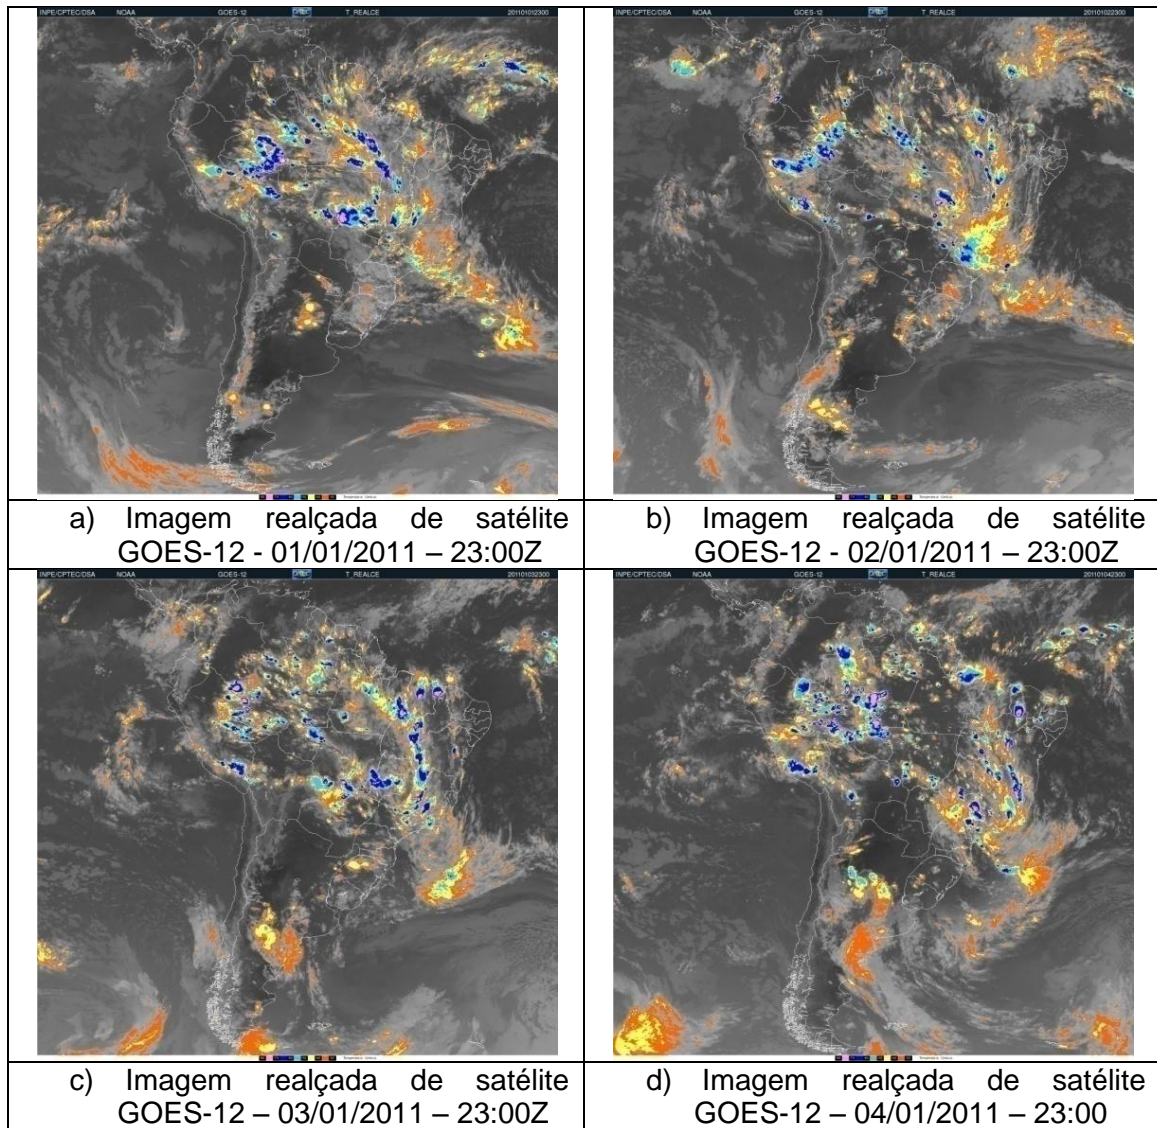 INPE/CPTEC/DSA NOAA GOES-12 CPTEC T_REALCE 201101012300
INPE/CPTEC/DSA NOAA GOES-12 CPTEC T_REALCE 201101022300
a) Imagem realçada de satélite
GOES-12 - 01/01/2011 – 23:00Z
b) Imagem realçada de satélite
GOES-12 - 02/01/2011 – 23:00Z
INPE/CPTEC/DSA NOAA GOES-12 CPTEC T_REALCE 201101032300
INPE/CPTEC/DSA NOAA GOES-12 CPTEC T_REALCE 201101042300
c) Imagem realçada de satélite
GOES-12 – 03/01/2011 – 23:00Z
d) Imagem realçada de satélite
GOES-12 – 04/01/2011 – 23:00